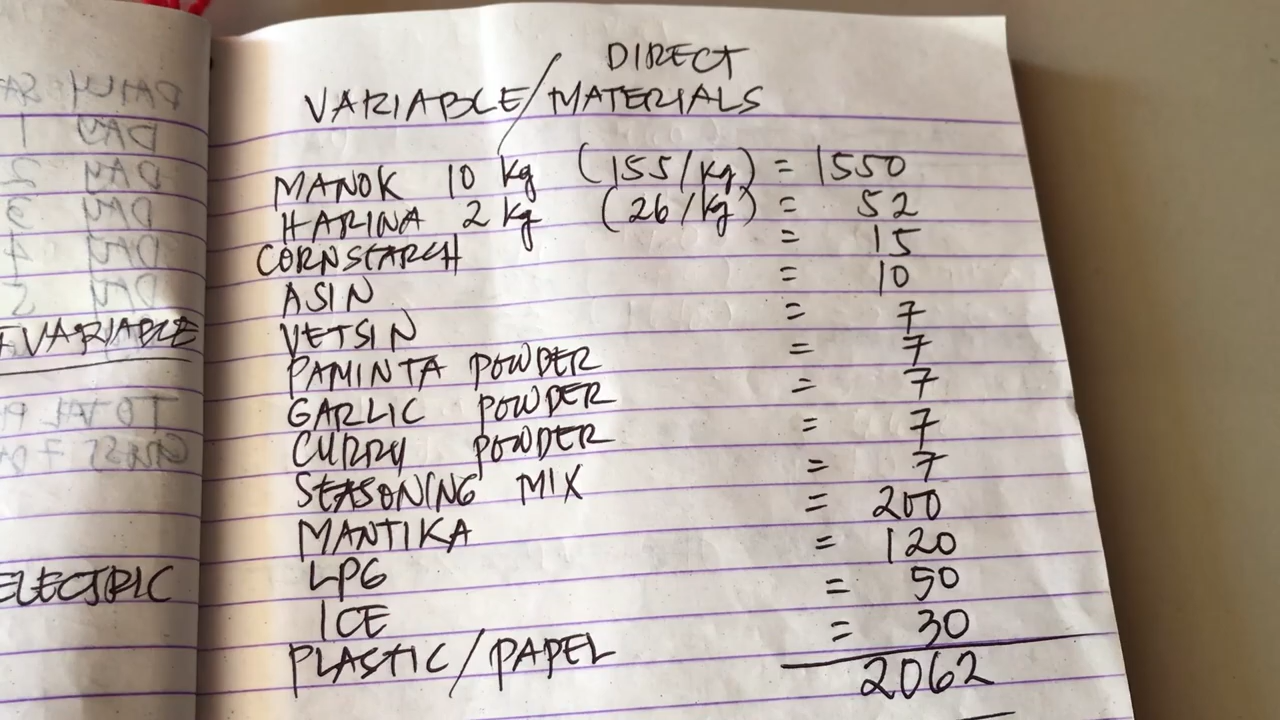 DIRECT
VARIABLE/MATERIALS
MANOK 10 kg (155/kg) = 1550
HARINA 2 kg (26/kg) = 52
CORNSTARCH = 15
ASIN = 10
VETSIN = 7
PAMINTA POWDER = 7
GARLIC POWDER = 7
CURRY POWDER = 7
SEASONING MIX = 7
MANTIKA = 200
LPG = 120
ICE = 50
PLASTIC/PAPEL = 30
2062
VARIABLE
ELECTRIC